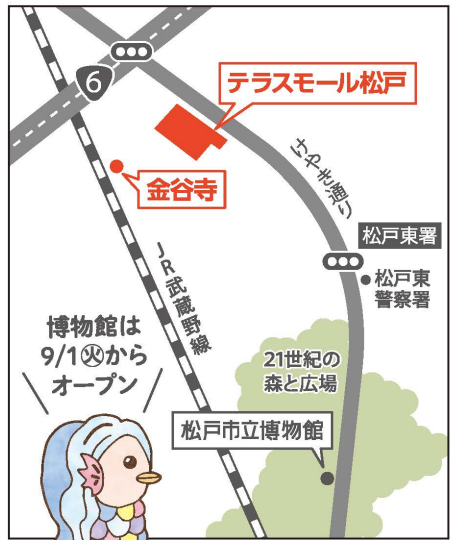 6
テラスモール松戸
金谷寺
けやき通り
松戸東署
松戸東
警察署
JR武蔵野線
博物館は
9/1㊋から
オープン
21世紀の
森と広場
松戸市立博物館